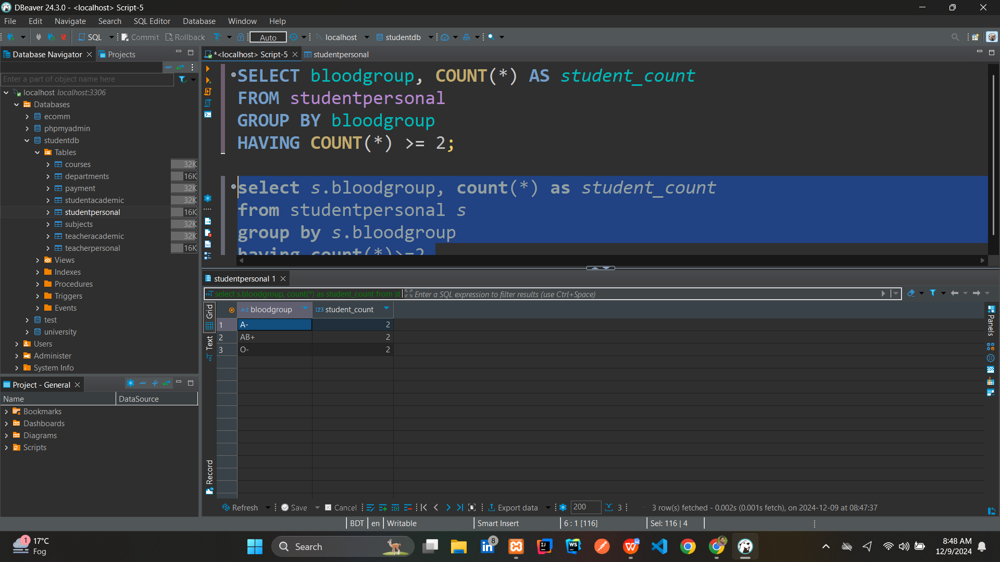 DBeaver 24.3.0 - <localhost> Script-5
File Edit Navigate Search SQL Editor Database Window Help
SQL Commit Rollback Auto localhost studentdb
Database Navigator Projects
Enter a part of object name here
localhost localhost:3306
Databases
ecomm
phpmyadmin
studentdb
Tables
courses 32K
departments 16K
payment 32K
studentacademic 32K
studentpersonal 16K
subjects 32K
teacheracademic 32K
teacherpersonal 16K
Views
Indexes
Procedures
Triggers
Events
test
university
Users
Administer
System Info
Project - General
Name DataSource
Bookmarks
Dashboards
Diagrams
Scripts
*<localhost> Script-5 studentpersonal
SELECT bloodgroup, COUNT(*) AS student_count
FROM studentpersonal
GROUP BY bloodgroup
HAVING COUNT(*) >= 2;
select s.bloodgroup, count(*) as student_count
from studentpersonal s
group by s.bloodgroup
having count(*)>=2
studentpersonal 1
select s.bloodgroup, count(*) as student_count from st Enter a SQL expression to filter results (use Ctrl+Space)
Grid
Text
Record
Panels
A-Z bloodgroup 123 student_count
1 A- 2
2 AB+ 2
3 O- 2
Refresh Save Cancel Export data 200 3 3 row(s) fetched - 0.002s (0.001s fetch), on 2024-12-09 at 08:47:37
BDT en Writable Smart Insert 6 : 1 [116] Sel: 116 | 4
1 17°C
Fog
Search
8
IJ
WS
W
8:48 AM
12/9/2024